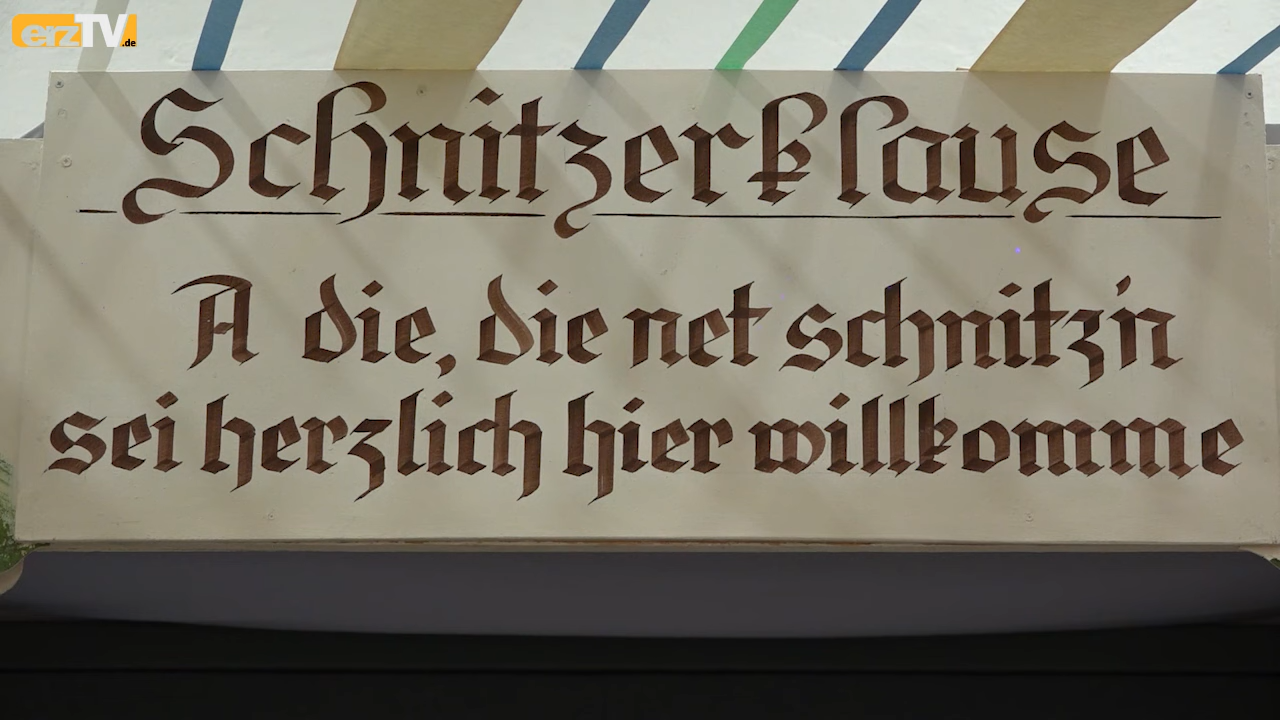 erzTV.de
Schnitzerklause
A die, die net schnitz'n
sei herzlich hier willkomme